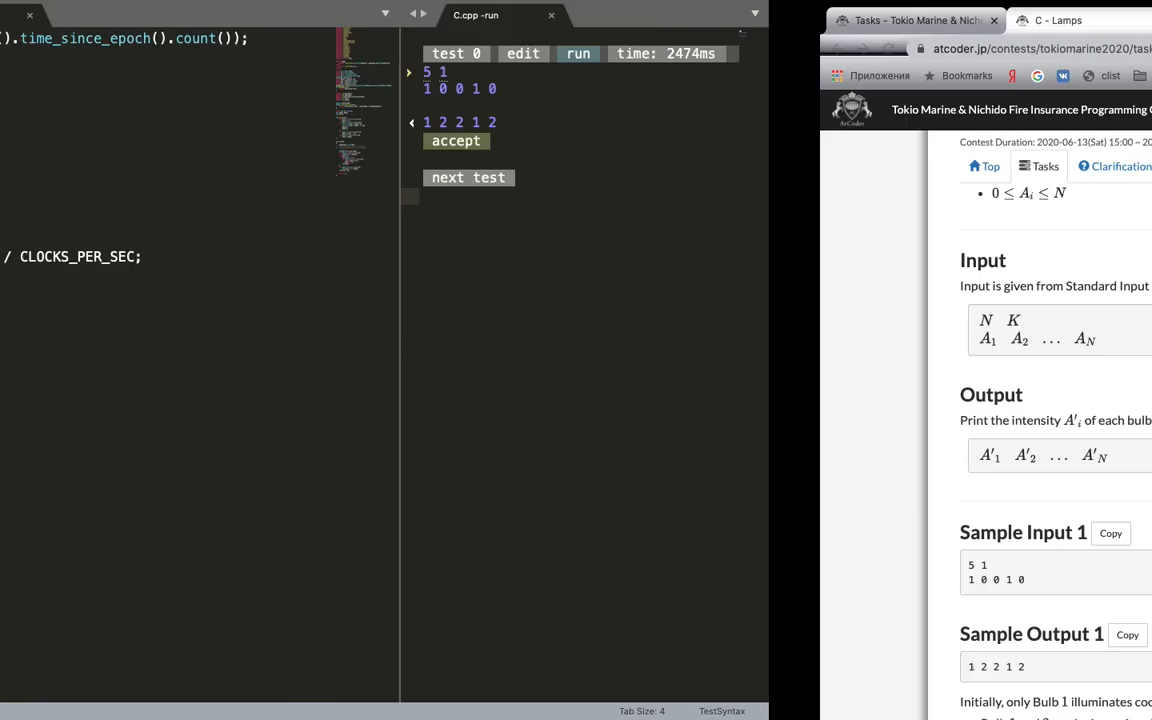 ).time_since_epoch().count());
/ CLOCKS_PER_SEC;
C.cpp -run
test 0 edit run time: 2474ms
5 1
1 0 0 1 0
1 2 2 1 2
accept
next test
Tab Size: 4 TestSyntax
Tasks - Tokio Marine & Nichi
C - Lamps
atcoder.jp/contests/tokiomarine2020/task
Приложения Bookmarks Я G clist
Tokio Marine & Nichido Fire Insurance Programming C
Contest Duration: 2020-06-13(Sat) 15:00 ~ 20
Top Tasks Clarification
• 0 ≤ Aᵢ ≤ N
Input
Input is given from Standard Input
N K
A₁ A₂ ... A_N
Output
Print the intensity A′ᵢ of each bulb
A′₁ A′₂ ... A′_N
Sample Input 1 Copy
5 1
1 0 0 1 0
Sample Output 1 Copy
1 2 2 1 2
Initially, only Bulb 1 illuminates coo